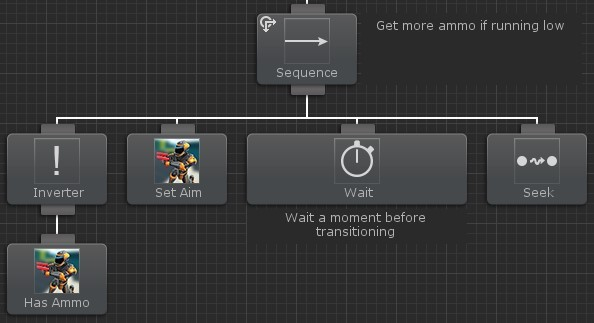 Get more ammo if running low
Sequence
Inverter
Set Aim
Wait
Seek
Wait a moment before
transitioning
Has Ammo